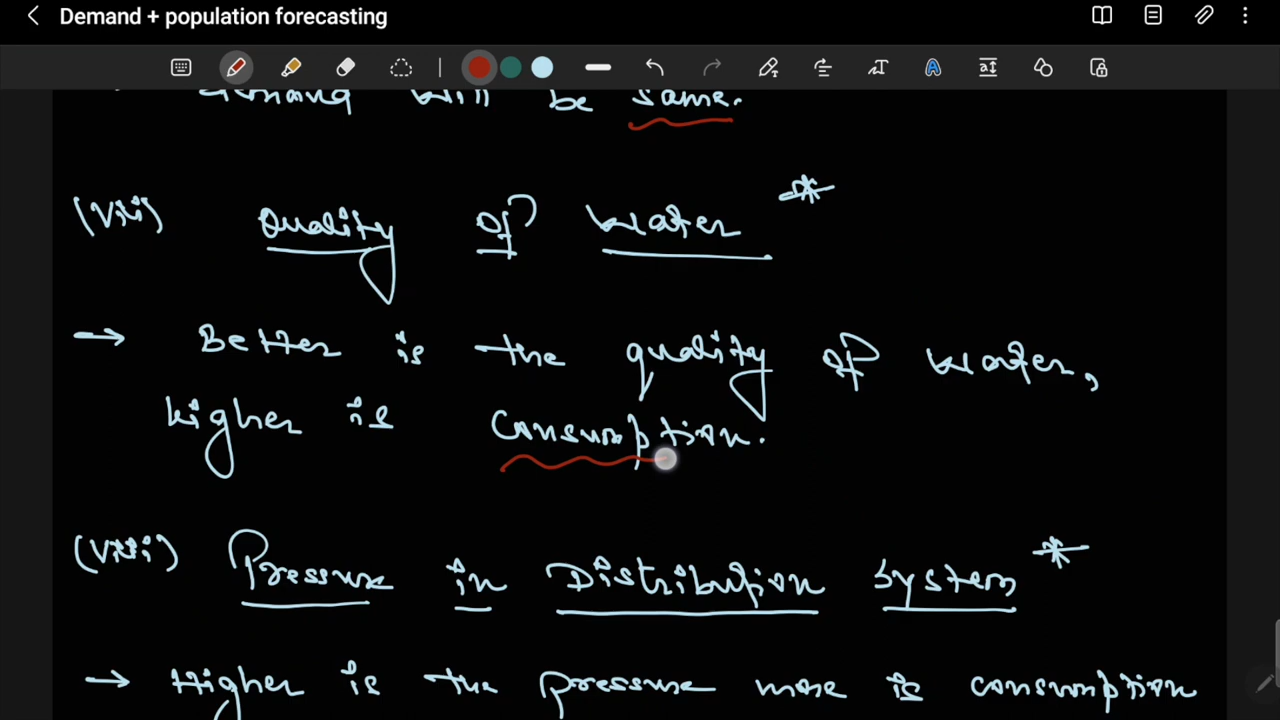 Demand + population forecasting
demand will be same.
(vii) Quality of water *
→ Better is the quality of water,
higher is consumption.
(viii) Pressure in Distribution System *
→ Higher is the pressure more is consumption